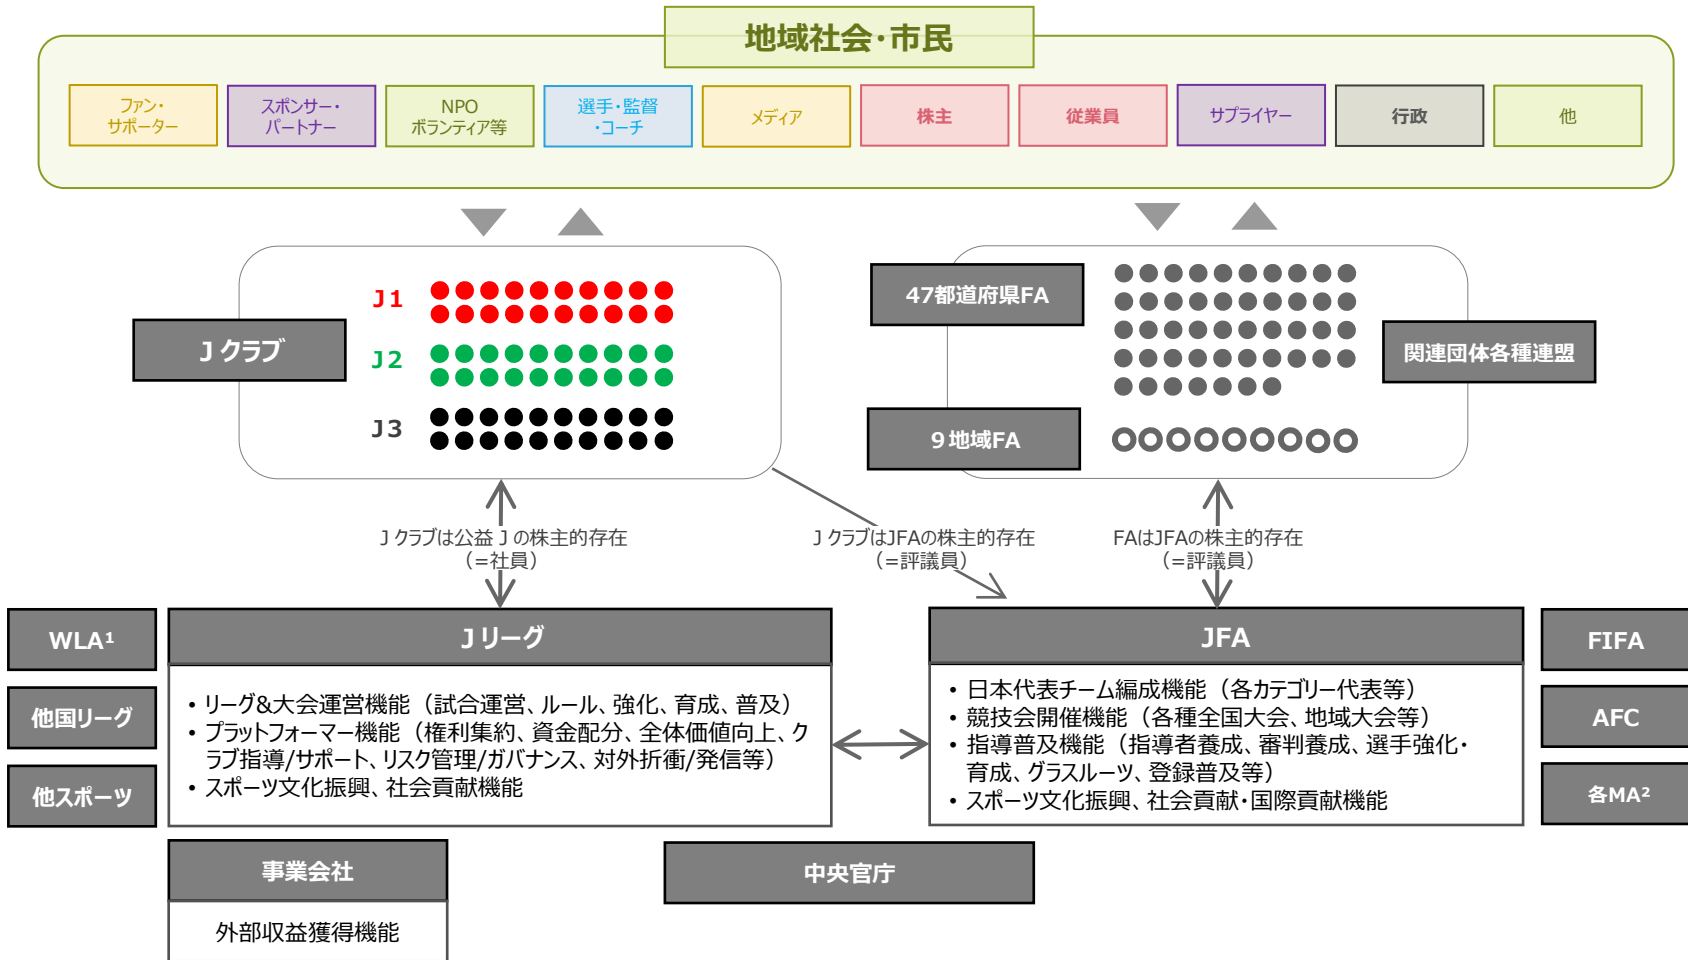 地域社会・市民
ファン・
サポーター
スポンサー・
パートナー
NPO
ボランティア等
選手・監督
・コーチ
メディア
株主
従業員
サプライヤー
行政
他
Jクラブ
J1
J2
J3
47都道府県FA
9地域FA
関連団体各種連盟
Jクラブは公益Jの株主的存在
(=社員)
JクラブはJFAの株主的存在
(=評議員)
FAはJFAの株主的存在
(=評議員)
WLA¹
他国リーグ
他スポーツ
Jリーグ
• リーグ&大会運営機能（試合運営、ルール、強化、育成、普及）
• プラットフォーマー機能（権利集約、資金配分、全体価値向上、ク
ラブ指導/サポート、リスク管理/ガバナンス、対外折衝/発信等）
• スポーツ文化振興、社会貢献機能
JFA
• 日本代表チーム編成機能（各カテゴリー代表等）
• 競技会開催機能（各種全国大会、地域大会等）
• 指導普及機能（指導者養成、審判養成、選手強化・
育成、グラスルーツ、登録普及等）
• スポーツ文化振興、社会貢献・国際貢献機能
FIFA
AFC
各MA²
事業会社
外部収益獲得機能
中央官庁